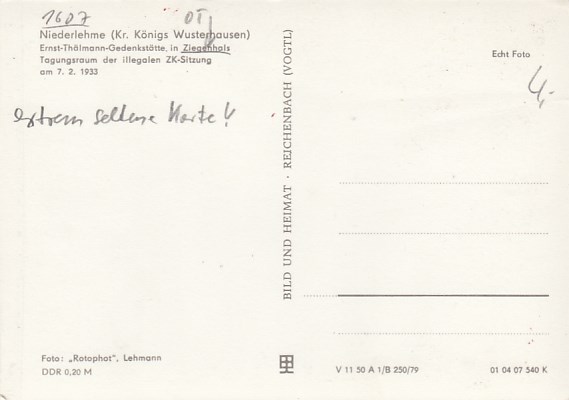 1607 OT
Niederlehme (Kr. Königs Wusterhausen)
Ernst-Thälmann-Gedenkstätte, in Ziegenhals
Tagungsraum der illegalen ZK-Sitzung
am 7. 2. 1933
extrem seltene Karte!
BILD UND HEIMAT · REICHENBACH (VOGTL)
Echt Foto
4,-
Foto: „Rotophot", Lehmann
DDR 0,20 M
V 11 50 A 1/B 250/79
01 04 07 540 K